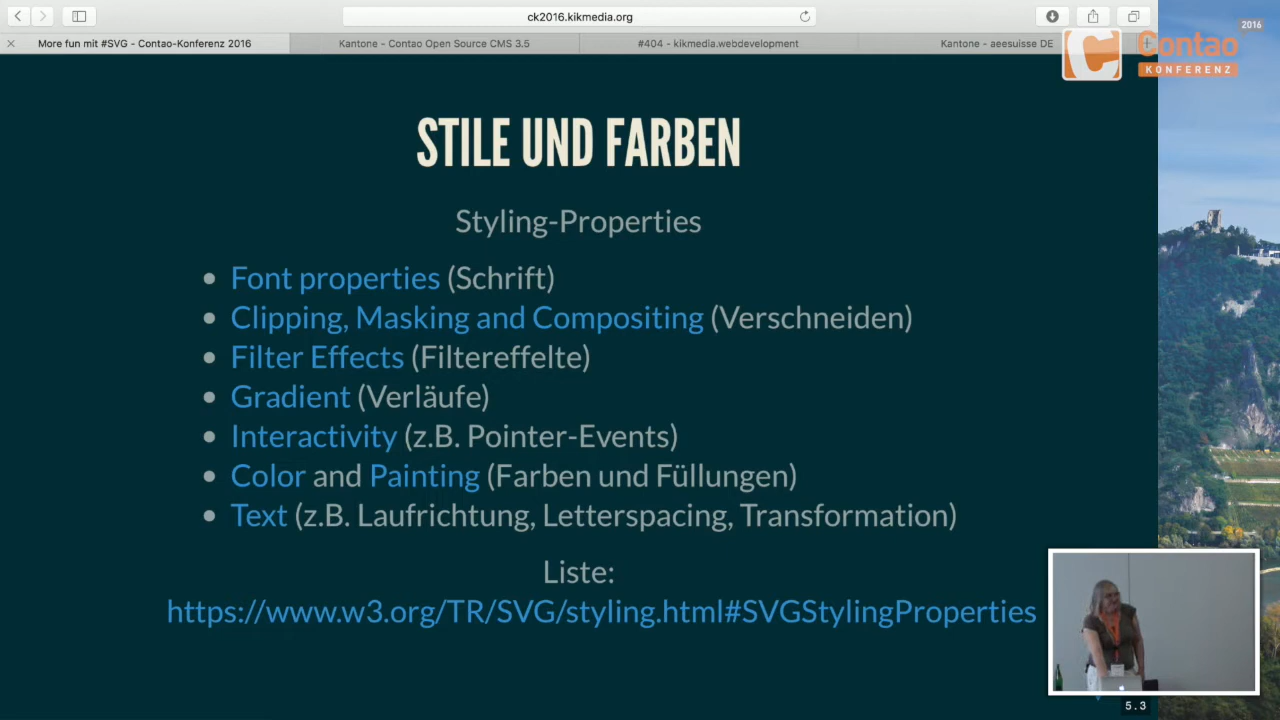 ck2016.kikmedia.org
More fun mit #SVG - Contao-Konferenz 2016
Kantone - Contao Open Source CMS 3.5
#404 - kikmedia.webdevelopment
Kantone - aeesuisse DE
2016
Contao
KONFERENZ
STILE UND FARBEN
Styling-Properties
Font properties (Schrift)
Clipping, Masking and Compositing (Verschneiden)
Filter Effects (Filtereffelte)
Gradient (Verläufe)
Interactivity (z.B. Pointer-Events)
Color and Painting (Farben und Füllungen)
Text (z.B. Laufrichtung, Letterspacing, Transformation)
Liste:
https://www.w3.org/TR/SVG/styling.html#SVGStylingProperties
5.3